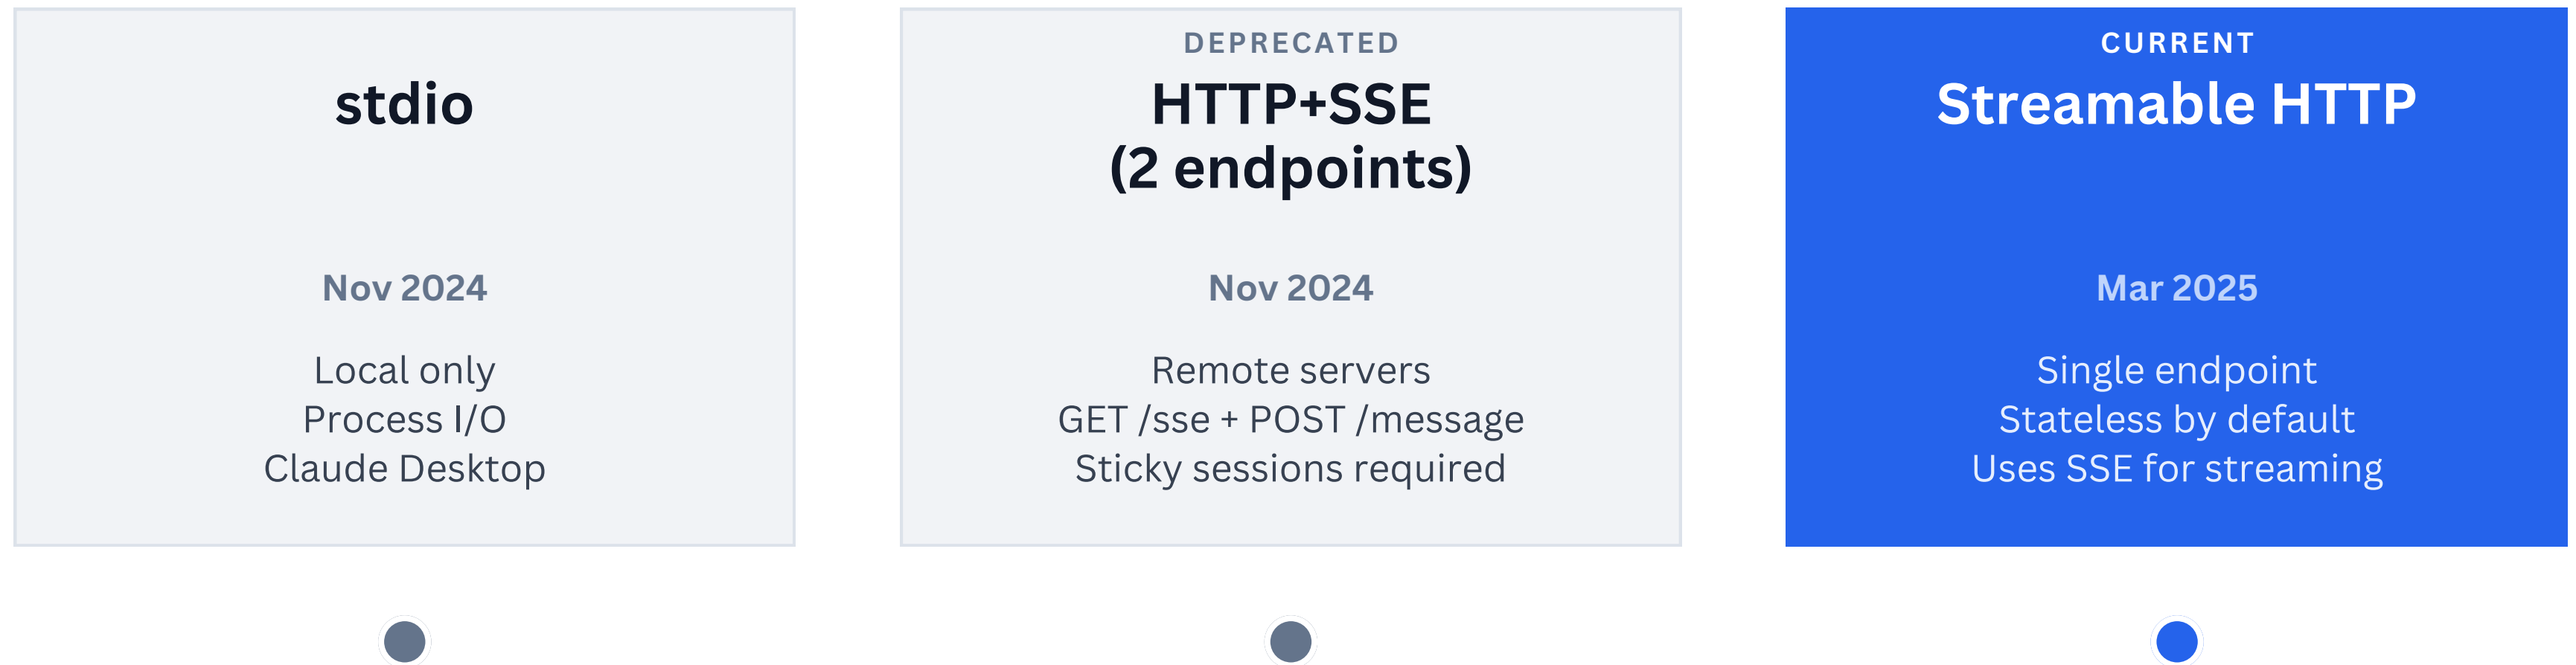 stdio
Nov 2024
Local only
Process I/O
Claude Desktop
DEPRECATED
HTTP+SSE
(2 endpoints)
Nov 2024
Remote servers
GET /sse + POST /message
Sticky sessions required
CURRENT
Streamable HTTP
Mar 2025
Single endpoint
Stateless by default
Uses SSE for streaming